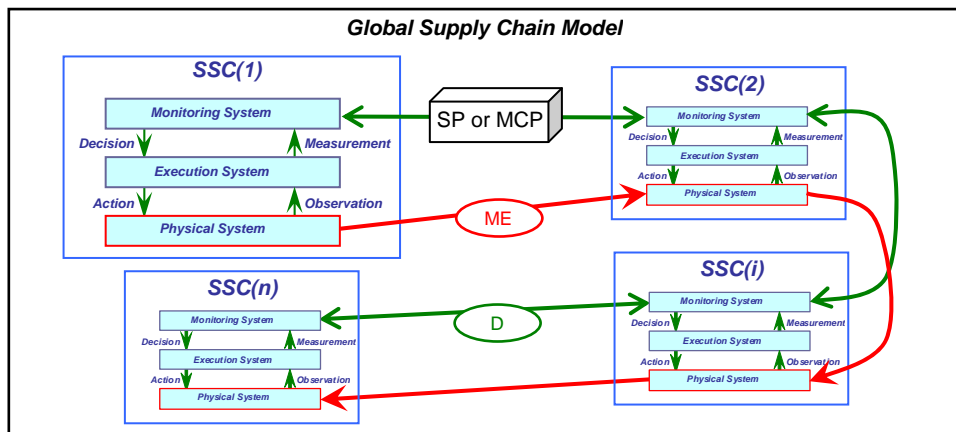 Global Supply Chain Model
SSC(1)
Monitoring System
Decision
Measurement
Execution System
Action
Observation
Physical System
SP or MCP
ME
SSC(2)
Monitoring System
Decision
Measurement
Execution System
Action
Observation
Physical System
SSC(n)
Monitoring System
Decision
Measurement
Execution System
Action
Observation
Physical System
D
SSC(i)
Monitoring System
Decision
Measurement
Execution System
Action
Observation
Physical System